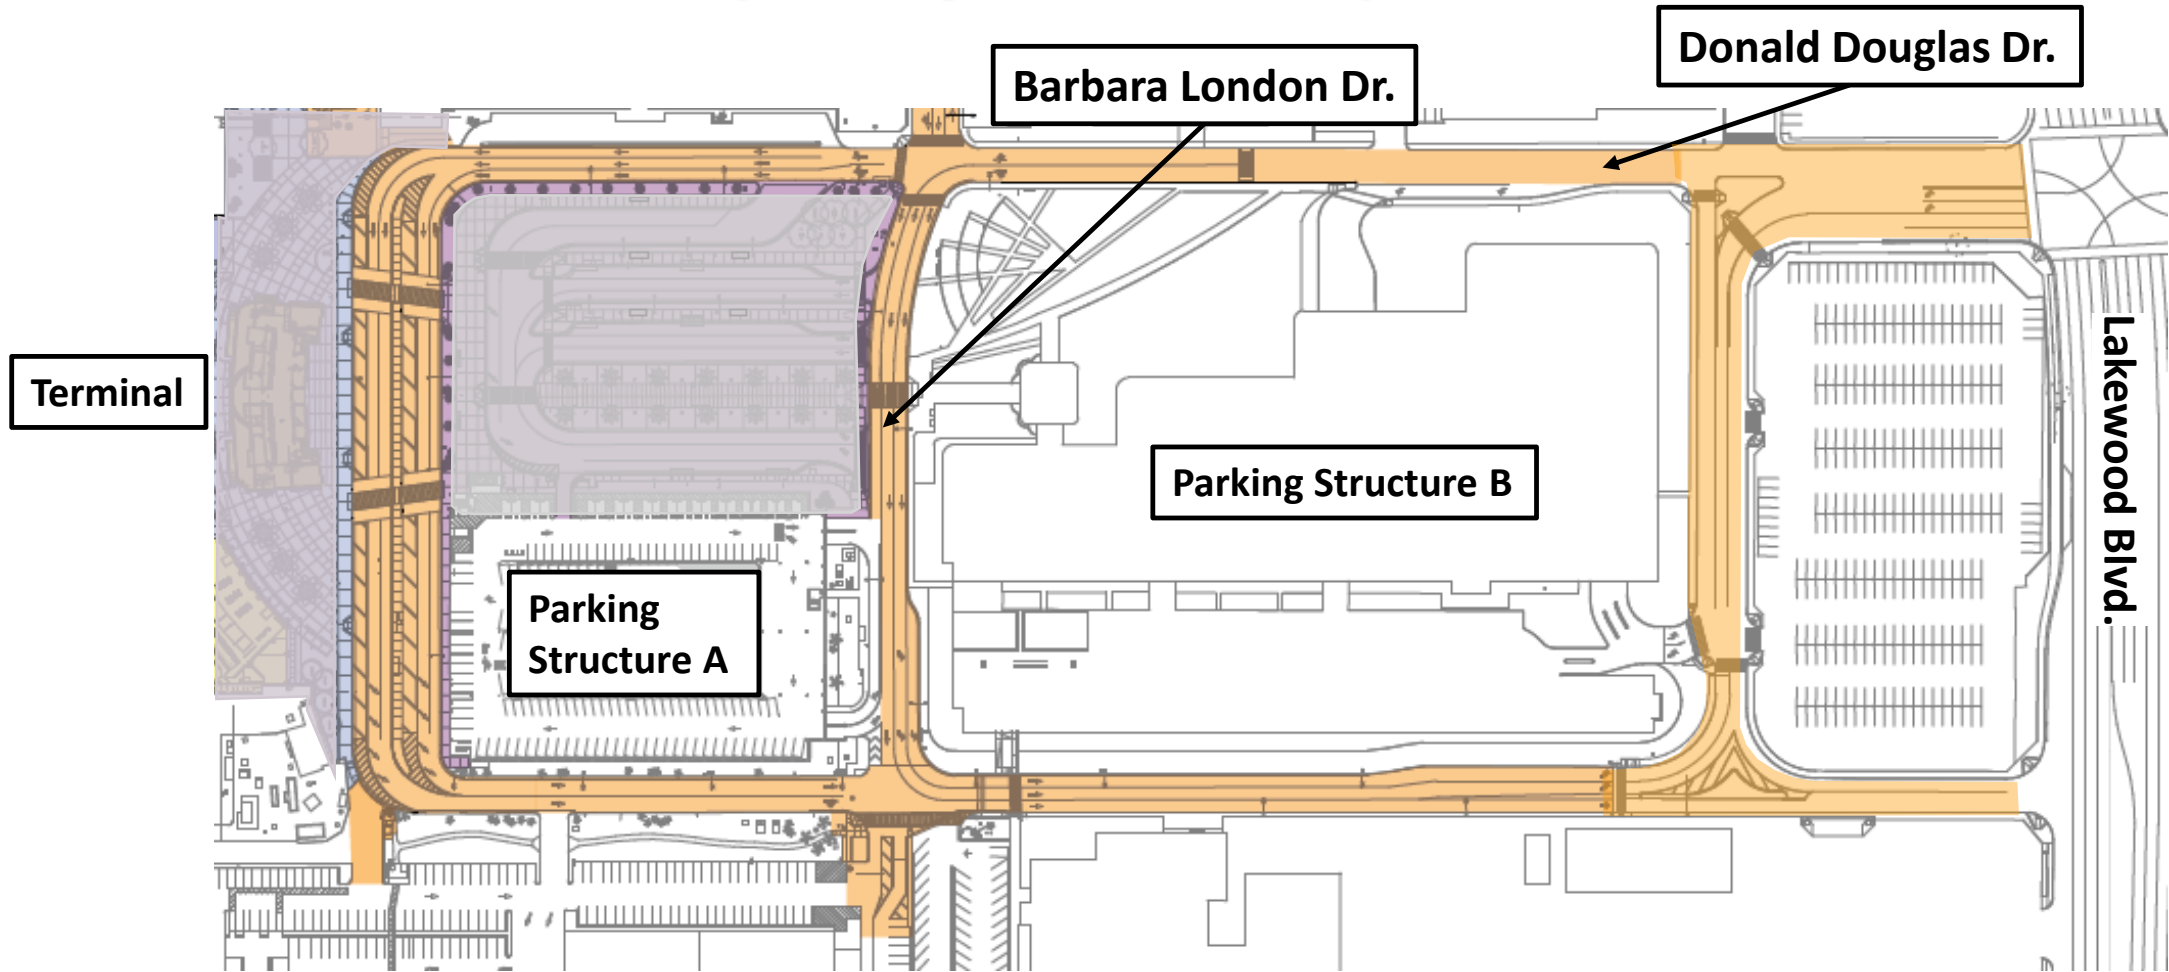 Donald Douglas Dr.
Barbara London Dr.
Terminal
Parking Structure B
Parking
Structure A
Lakewood Blvd.